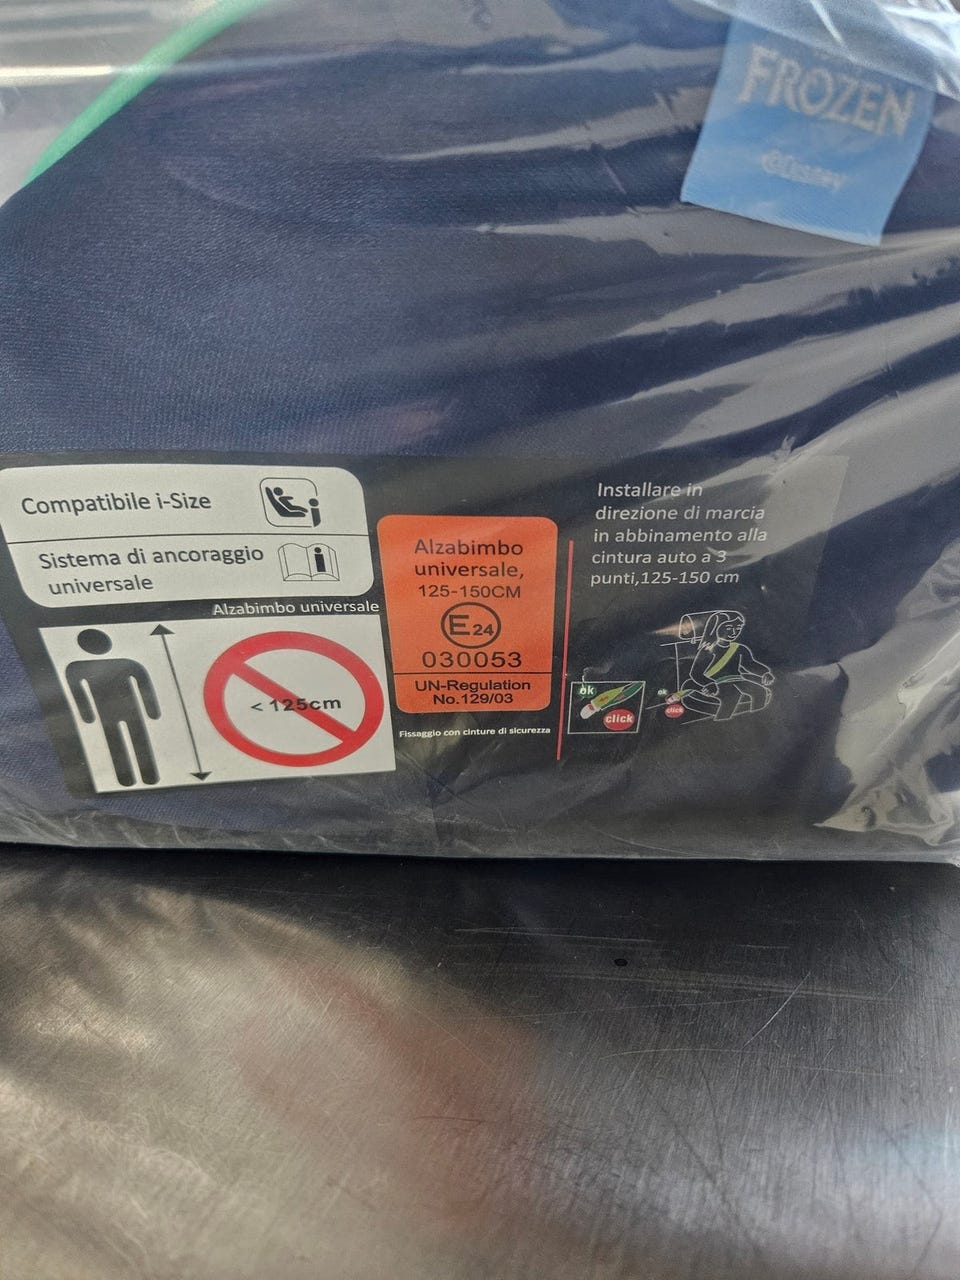 FROZEN
©Disney
Compatibile i-Size
Sistema di ancoraggio
universale
Alzabimbo universale
< 125cm
Alzabimbo
universale,
125-150CM
E24
030053
UN-Regulation
No.129/03
Fissaggio con cinture di sicurezza
Installare in
direzione di marcia
in abbinamento alla
cintura auto a 3
punti,125-150 cm
ok
click
ok
click